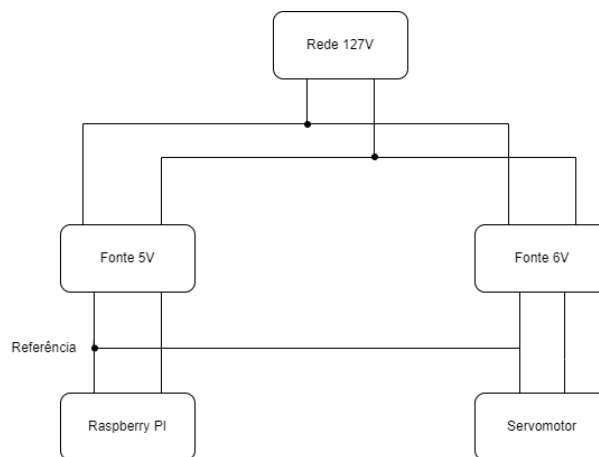 Rede 127V
Fonte 5V
Fonte 6V
Referência
Raspberry PI
Servomotor